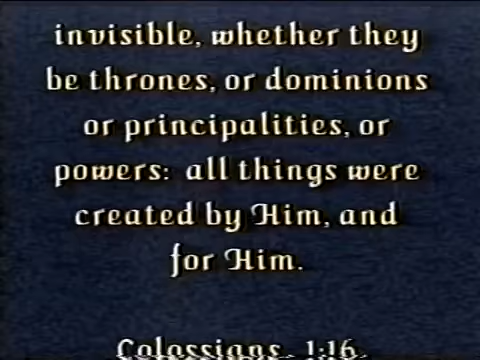 invisible, whether they
be thrones, or dominions
or principalities, or
powers: all things were
created by Him, and
for Him.
Colossians 1:16